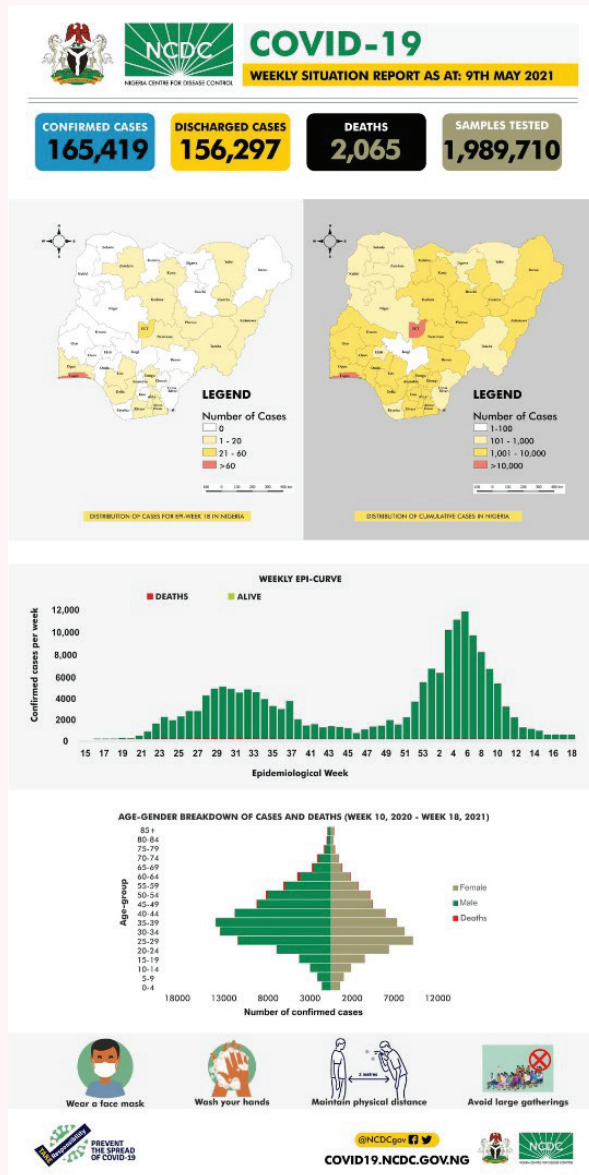 NCDC
NIGERIA CENTRE FOR DISEASE CONTROL
COVID-19
WEEKLY SITUATION REPORT AS AT: 9TH MAY 2021
CONFIRMED CASES
165,419
DISCHARGED CASES
156,297
DEATHS
2,065
SAMPLES TESTED
1,989,710
LEGEND
Number of Cases
0
1 - 20
21 - 60
>60
DISTRIBUTION OF CASES FOR EPI-WEEK 18 IN NIGERIA
LEGEND
Number of Cases
1-100
101 - 1,000
1,001 - 10,000
>10,000
DISTRIBUTION OF CUMULATIVE CASES IN NIGERIA
WEEKLY EPI-CURVE
DEATHS ALIVE
Confirmed cases per week
12,000
10,000
8,000
6000
4000
2000
0
15 17 19 21 23 25 27 29 31 33 35 37 41 43 45 47 49 51 53 2 4 6 8 10 12 14 16 18
Epidemiological Week
AGE-GENDER BREAKDOWN OF CASES AND DEATHS (WEEK 10, 2020 - WEEK 18, 2021)
Age-group
85+
80-84
75-79
70-74
65-69
60-64
55-59
50-54
45-49
40-44
35-39
30-34
25-29
20-24
15-19
10-14
5-9
0-4
Female
Male
Deaths
18000 13000 8000 3000 2000 7000 12000
Number of confirmed cases
2 metres
Wear a face mask
Wash your hands
Maintain physical distance
Avoid large gatherings
TAKE Responsibility
PREVENT
THE SPREAD
OF COVID-19
@NCDCgov
COVID19.NCDC.GOV.NG
NCDC
NIGERIA CENTRE FOR DISEASE CONTROL